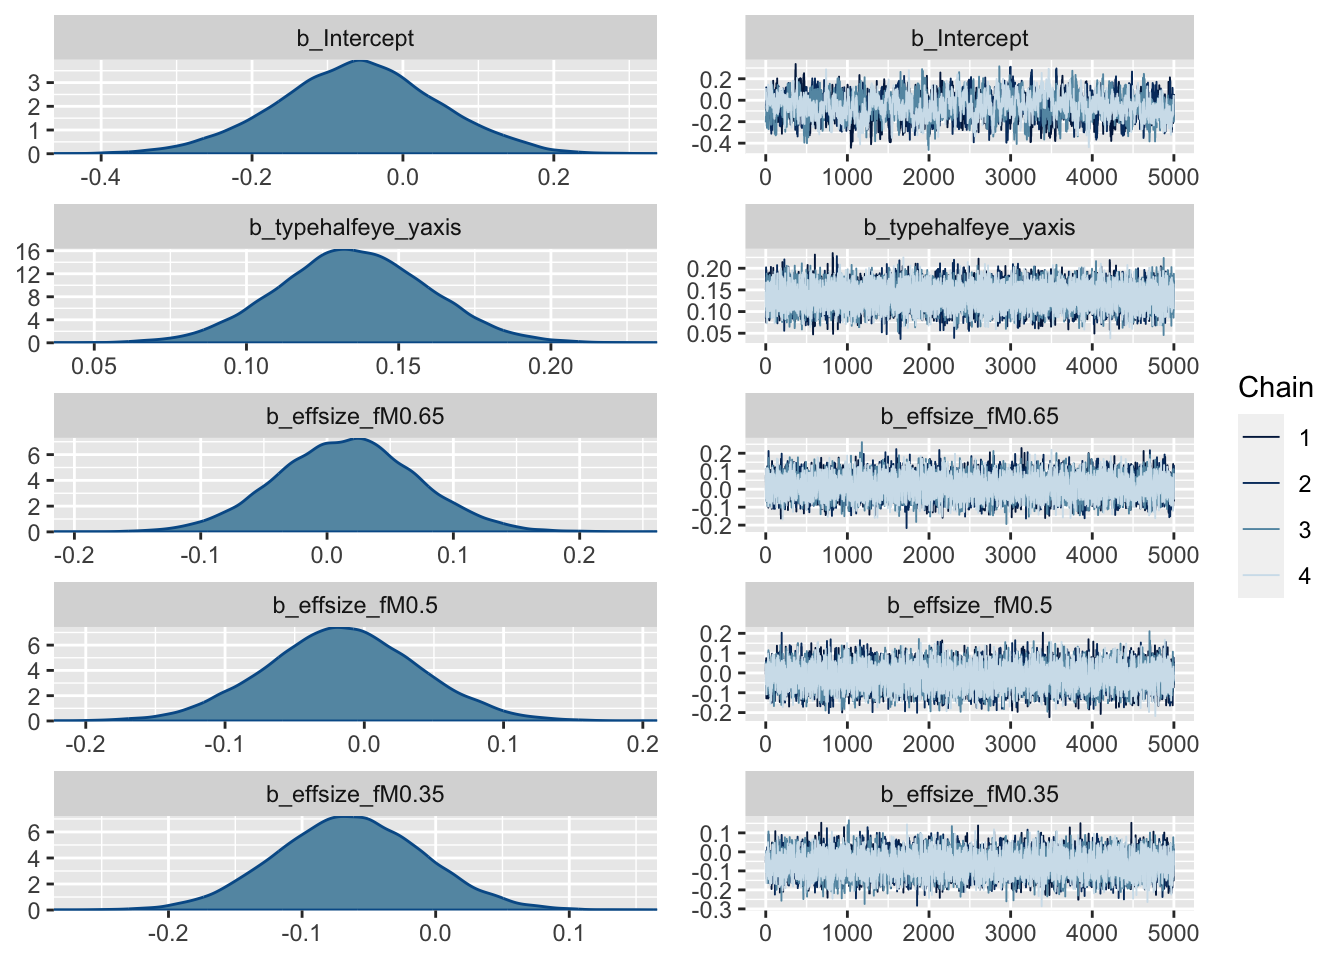 b_Intercept
3
2
1
0
-0.4 -0.2 0.0 0.2
b_Intercept
0.2
0.0
-0.2
-0.4
0 1000 2000 3000 4000 5000
b_typehalfeye_yaxis
16
12
8
4
0
0.05 0.10 0.15 0.20
b_typehalfeye_yaxis
0.20
0.15
0.10
0.05
0 1000 2000 3000 4000 5000
b_effsize_fM0.65
6
4
2
0
-0.2 -0.1 0.0 0.1 0.2
b_effsize_fM0.65
0.2
0.1
0.0
-0.1
-0.2
0 1000 2000 3000 4000 5000
b_effsize_fM0.5
6
4
2
0
-0.2 -0.1 0.0 0.1 0.2
b_effsize_fM0.5
0.2
0.1
0.0
-0.1
-0.2
0 1000 2000 3000 4000 5000
b_effsize_fM0.35
6
4
2
0
-0.2 -0.1 0.0 0.1
b_effsize_fM0.35
0.1
0.0
-0.1
-0.2
-0.3
0 1000 2000 3000 4000 5000
Chain
1
2
3
4